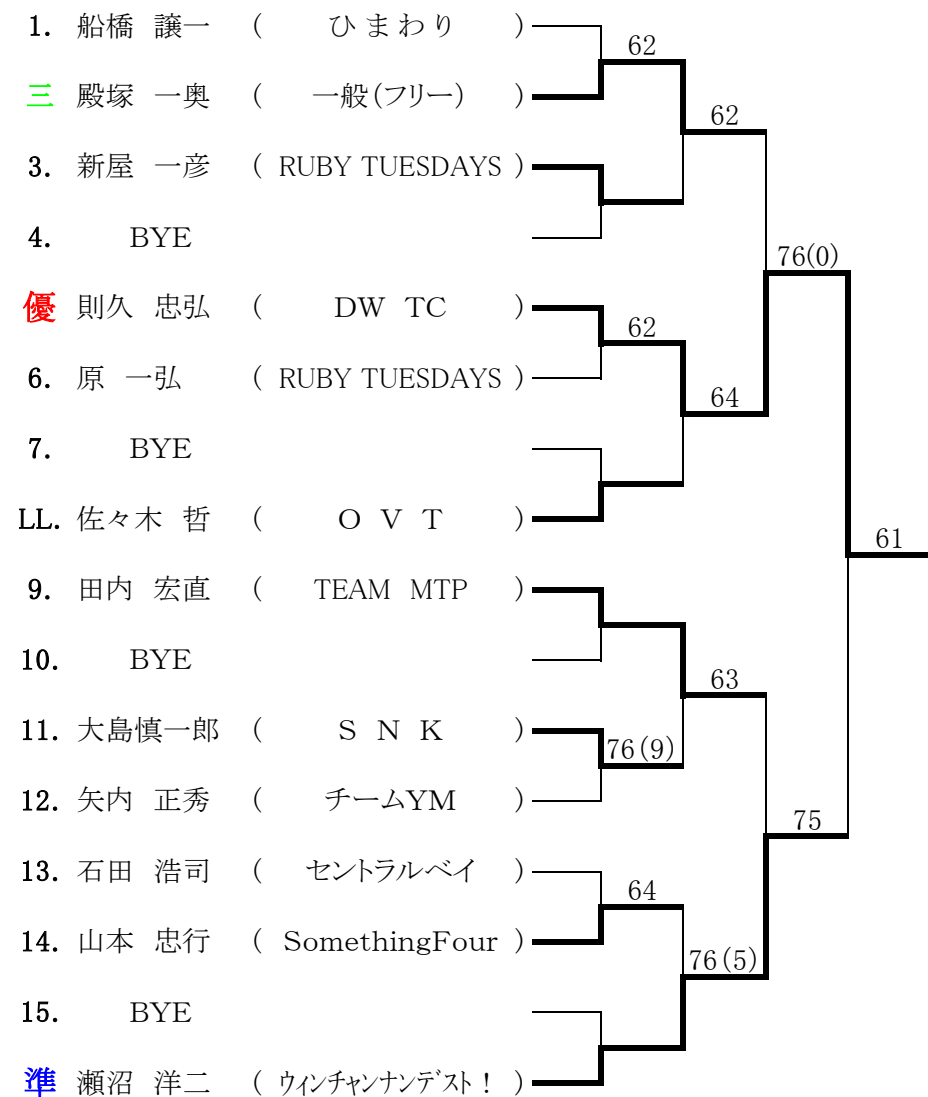 1. 船橋 譲一 ( ひまわり )
62
三 殿塚 一奥 ( 一般(フリー) )
62
3. 新屋 一彦 ( RUBY TUESDAYS )
4. BYE
76(0)
優 則久 忠弘 ( DW TC )
62
6. 原 一弘 ( RUBY TUESDAYS )
64
7. BYE
LL. 佐々木 哲 ( O V T )
61
9. 田内 宏直 ( TEAM MTP )
10. BYE
63
11. 大島慎一郎 ( S N K )
76(9)
12. 矢内 正秀 ( チームYM )
75
13. 石田 浩司 ( セントラルベイ )
64
14. 山本 忠行 ( SomethingFour )
76(5)
15. BYE
準 瀬沼 洋二 ( ウィンチャンナンデスト! )